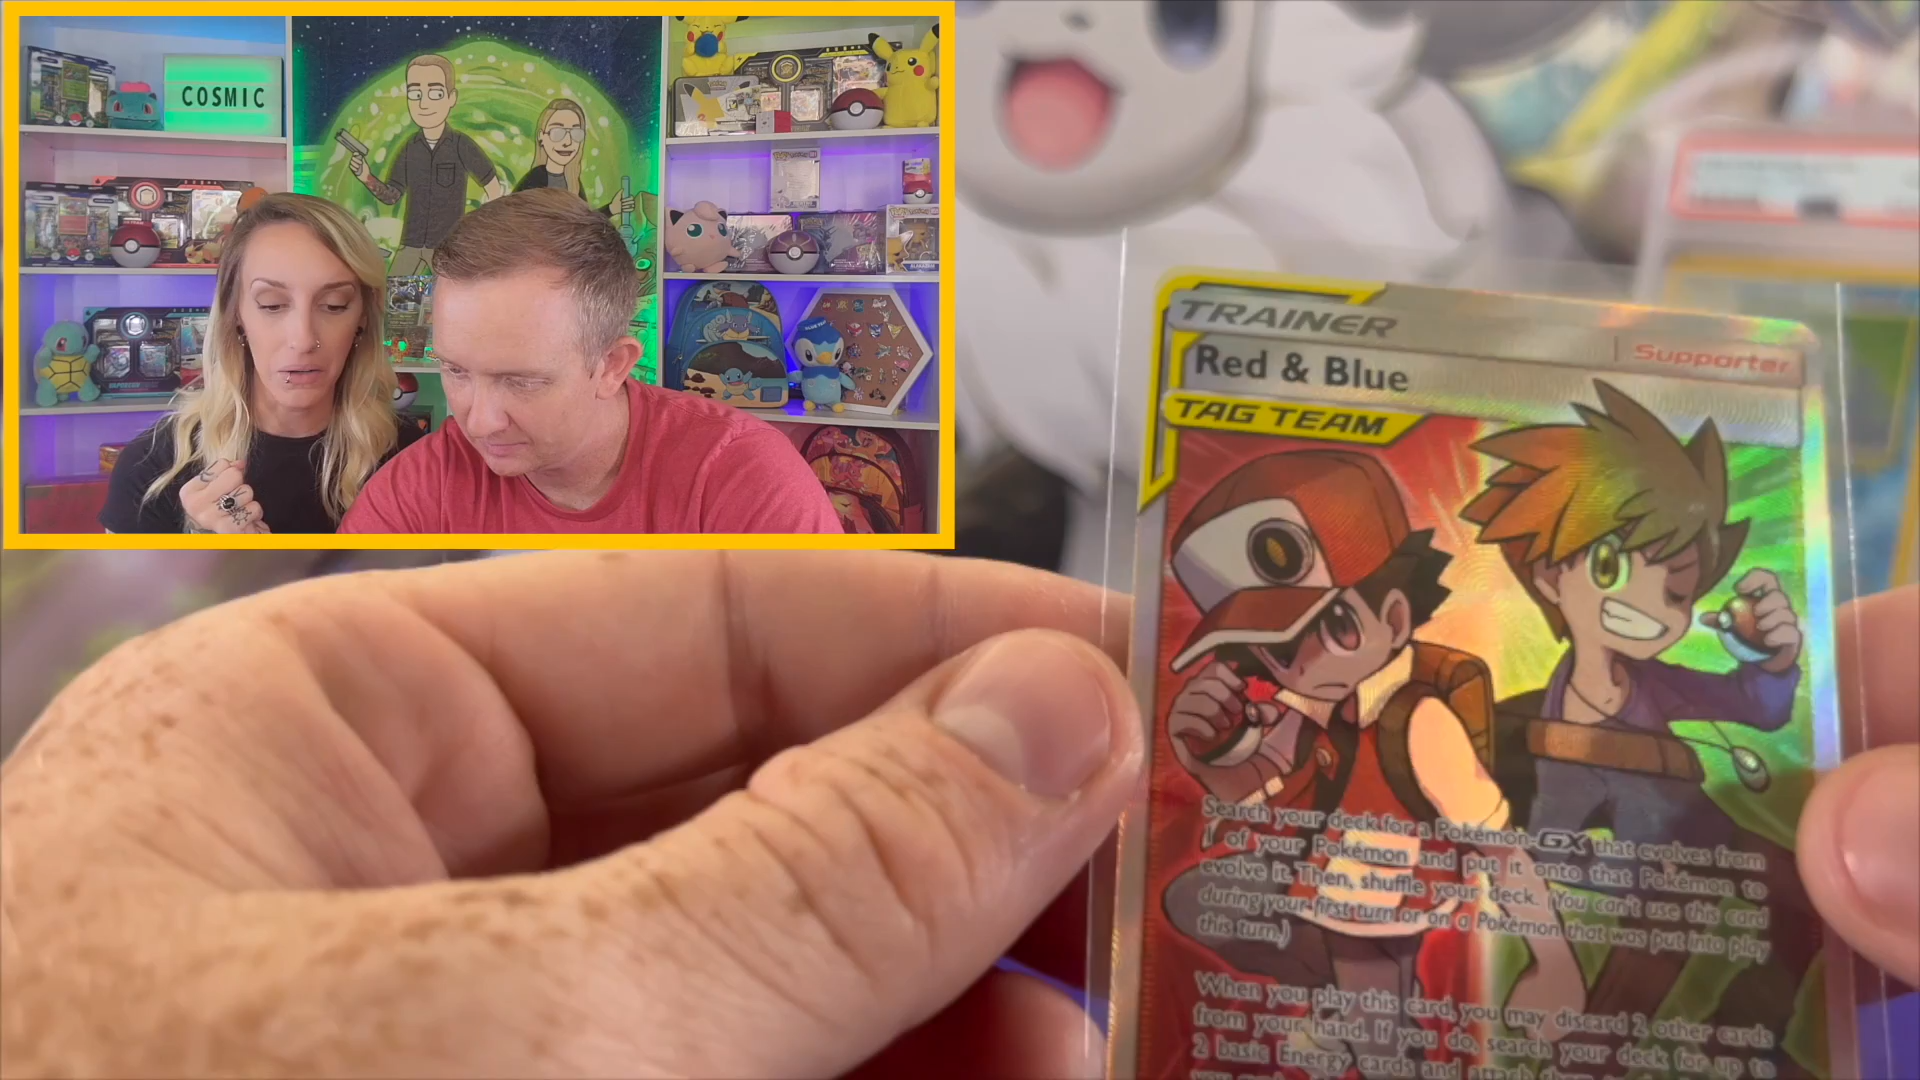 COSMIC
TRAINER
Supporter
Red & Blue
TAG TEAM
Search your deck for a Pokémon-GX that evolves from
1 of your Pokémon and put it onto that Pokémon to
evolve it. Then, shuffle your deck. (You can't use this card
during your first turn or on a Pokémon that was put into play
this turn.)
When you play this card, you may discard 2 other cards
from your hand. If you do, search your deck for up to
2 basic Energy cards and attach them